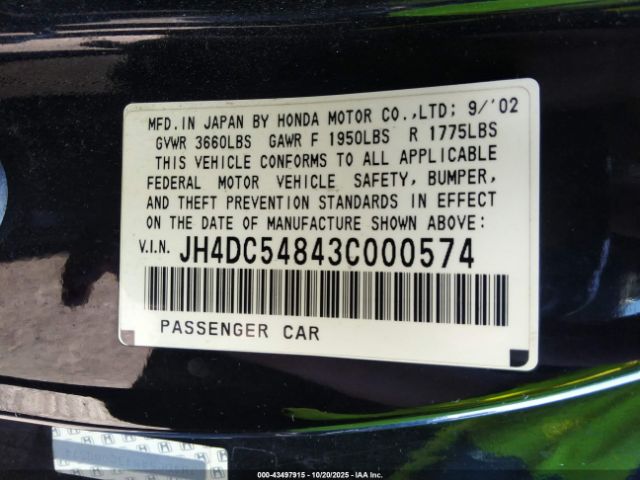 MFD.IN JAPAN BY HONDA MOTOR CO.,LTD; 9/'02
GVWR 3660LBS GAWR F 1950LBS R 1775LBS
THIS VEHICLE CONFORMS TO ALL APPLICABLE
FEDERAL MOTOR VEHICLE SAFETY, BUMPER,
AND THEFT PREVENTION STANDARDS IN EFFECT
ON THE DATE OF MANUFACTURE SHOWN ABOVE:
V.I.N. JH4DC54843C000574
PASSENGER CAR
000-43497915 - 10/20/2025 - IAA Inc.